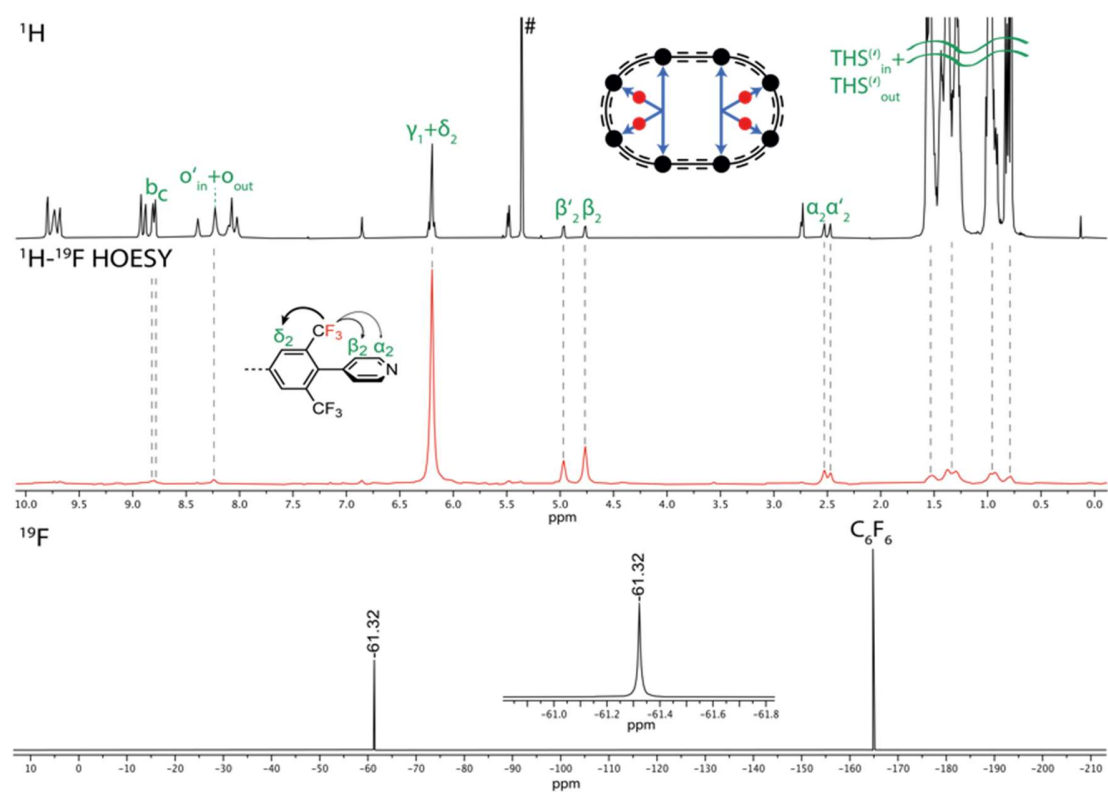 ¹H
#
THS⁽'⁾in+
THS⁽'⁾out
γ₁+δ₂
b c
o'in+oout
β'₂ β₂
α₂ α'₂
¹H-¹⁹F HOESY
δ₂
CF₃
β₂ α₂
N
CF₃
10.0 9.5 9.0 8.5 8.0 7.5 7.0 6.5 6.0 5.5 5.0 4.5 4.0 3.5 3.0 2.5 2.0 1.5 1.0 0.5 0.0
ppm
¹⁹F
C₆F₆
-61.32
-61.32
-61.0 -61.2 -61.4 -61.6 -61.8
ppm
10 0 -10 -20 -30 -40 -50 -60 -70 -80 -90 -100 -110 -120 -130 -140 -150 -160 -170 -180 -190 -200 -210
ppm